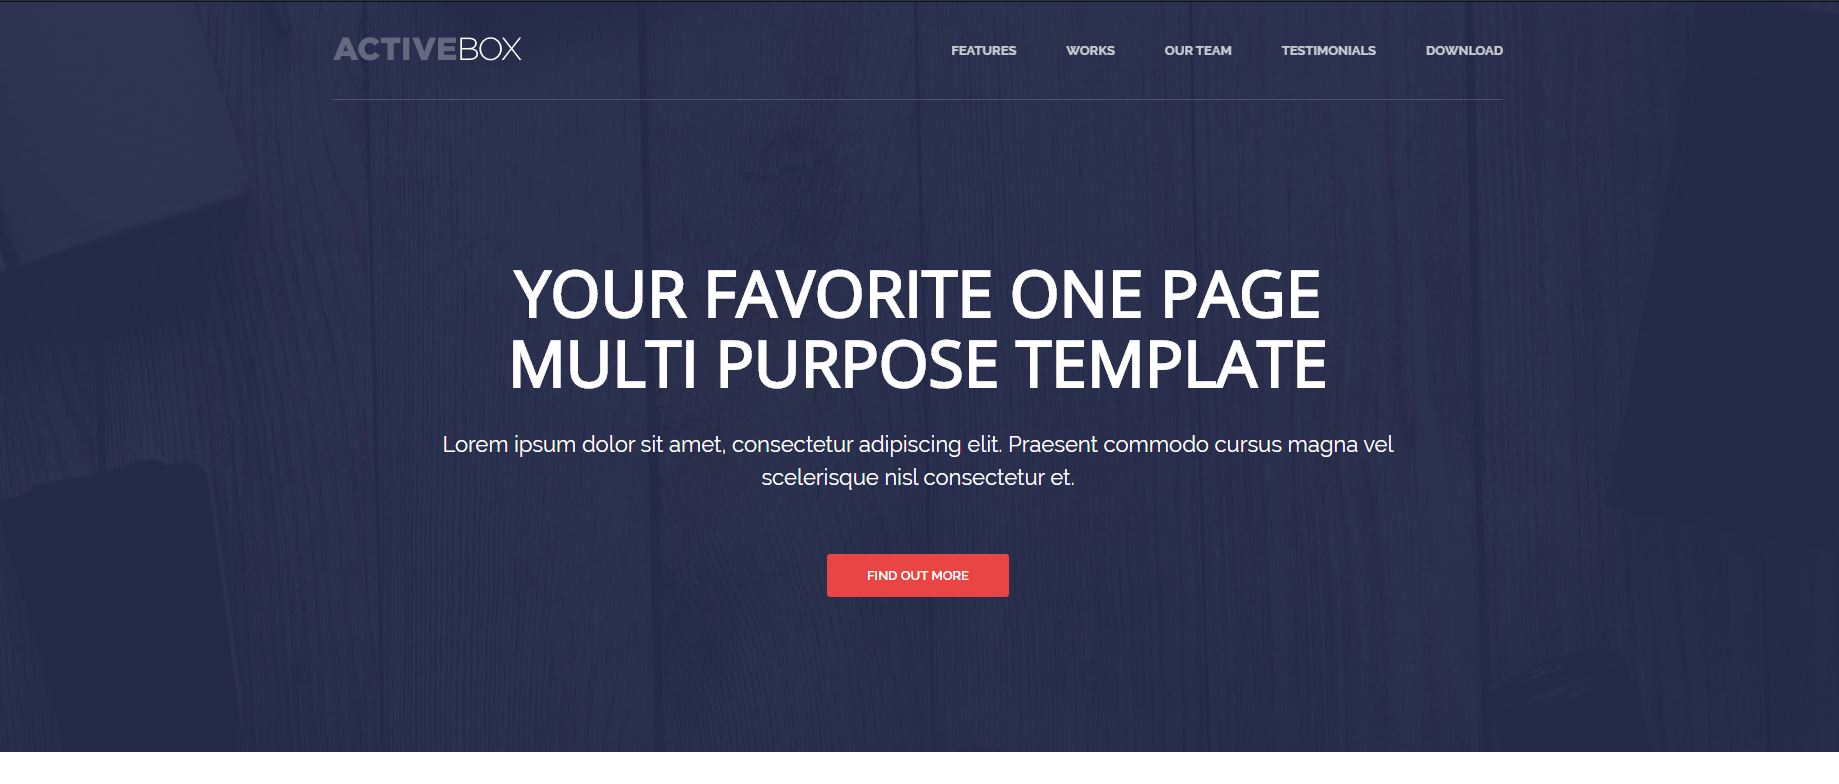 ACTIVEBOX
FEATURES WORKS OUR TEAM TESTIMONIALS DOWNLOAD
YOUR FAVORITE ONE PAGE
MULTI PURPOSE TEMPLATE
Lorem ipsum dolor sit amet, consectetur adipiscing elit. Praesent commodo cursus magna vel
scelerisque nisl consectetur et.
FIND OUT MORE